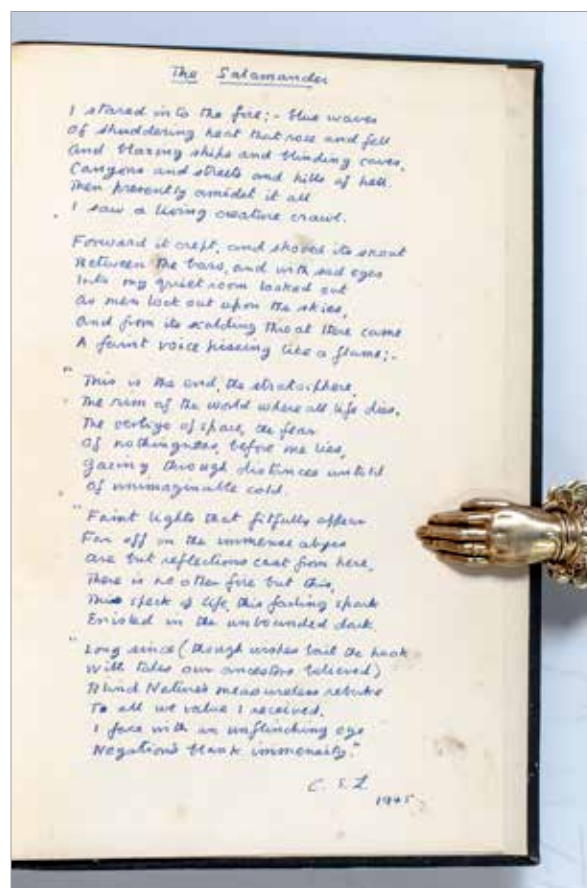 The Salamander
I stared into the fire; - blue waves
Of shuddering heat that rose and fell
And blazing ships and blinding caves,
Canyons and streets and hills of hell.
Then presently amidst it all
I saw a living creature crawl.
Forward it crept, and shoved its snout
Between the bars, and with sad eyes
Into my quiet room looked out
As men look out upon the skies,
And from its scalding throat there came
A faint voice hissing like a flame; -
"This is the end, the stratosphere,
The rim of the world where all life dies,
The vertigo of space, the fear
Of nothingness, before me lies,
Gazing through distances untold
Of unimaginable cold.
"Faint lights that fitfully appear
Far off in the immense abyss
Are but reflections cast from here,
There is no other fire but this,
This speck of life, this fading spark
Enisled in the unbounded dark.
"Long since (though wishes bait the hook
With tales our ancestors believed)
Blind Nature's measureless rebuke
To all we value I received.
I face with an unflinching eye
Negation's blank immensity."
C. S. L
1945